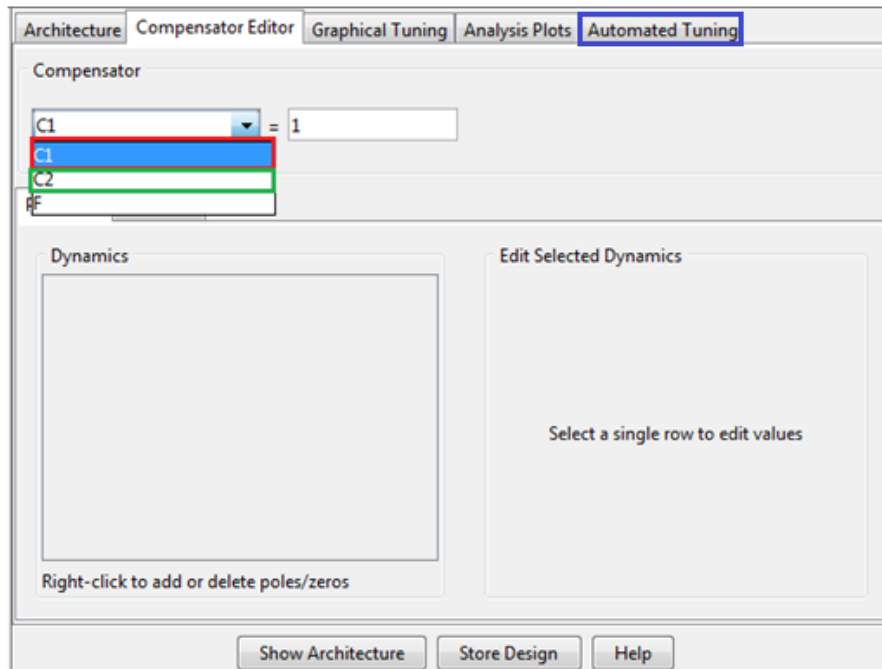 Architecture Compensator Editor Graphical Tuning Analysis Plots Automated Tuning
Compensator
C1 = 1
C1
C2
F
Dynamics Edit Selected Dynamics
Select a single row to edit values
Right-click to add or delete poles/zeros
Show Architecture Store Design Help